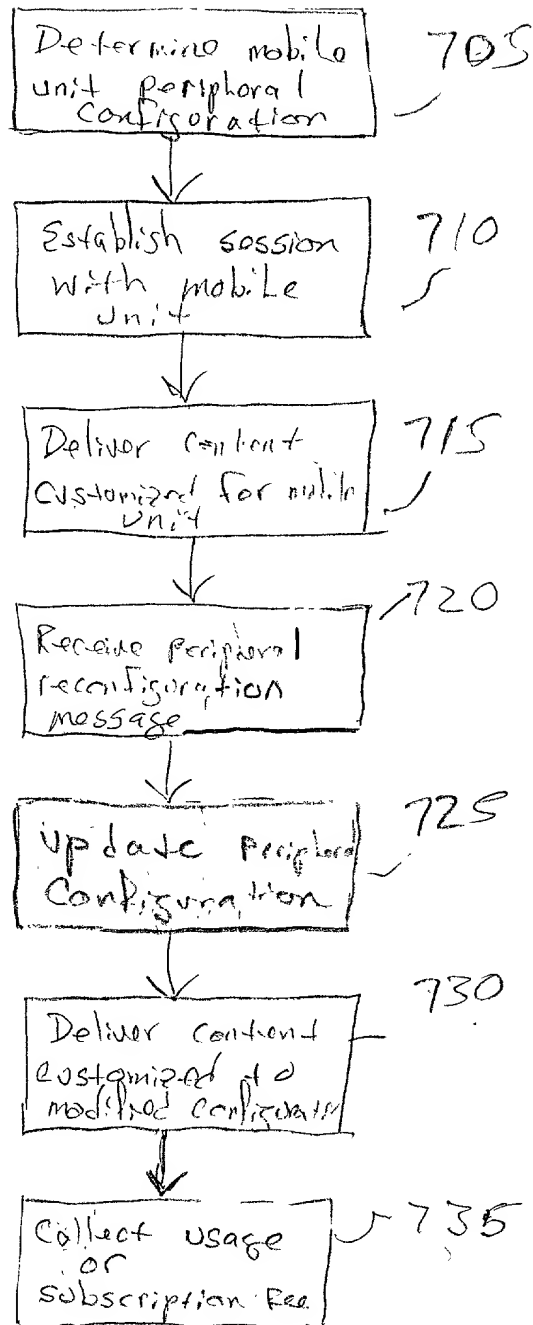 Determine mobile
unit peripheral
configuration
705
Establish session
with mobile
unit
710
Deliver content
customized for mobile
unit
715
Receive peripheral
reconfiguration
message
720
Update peripheral
configuration
725
Deliver content
customized to
modified configuration
730
Collect usage
or
subscription fee
735